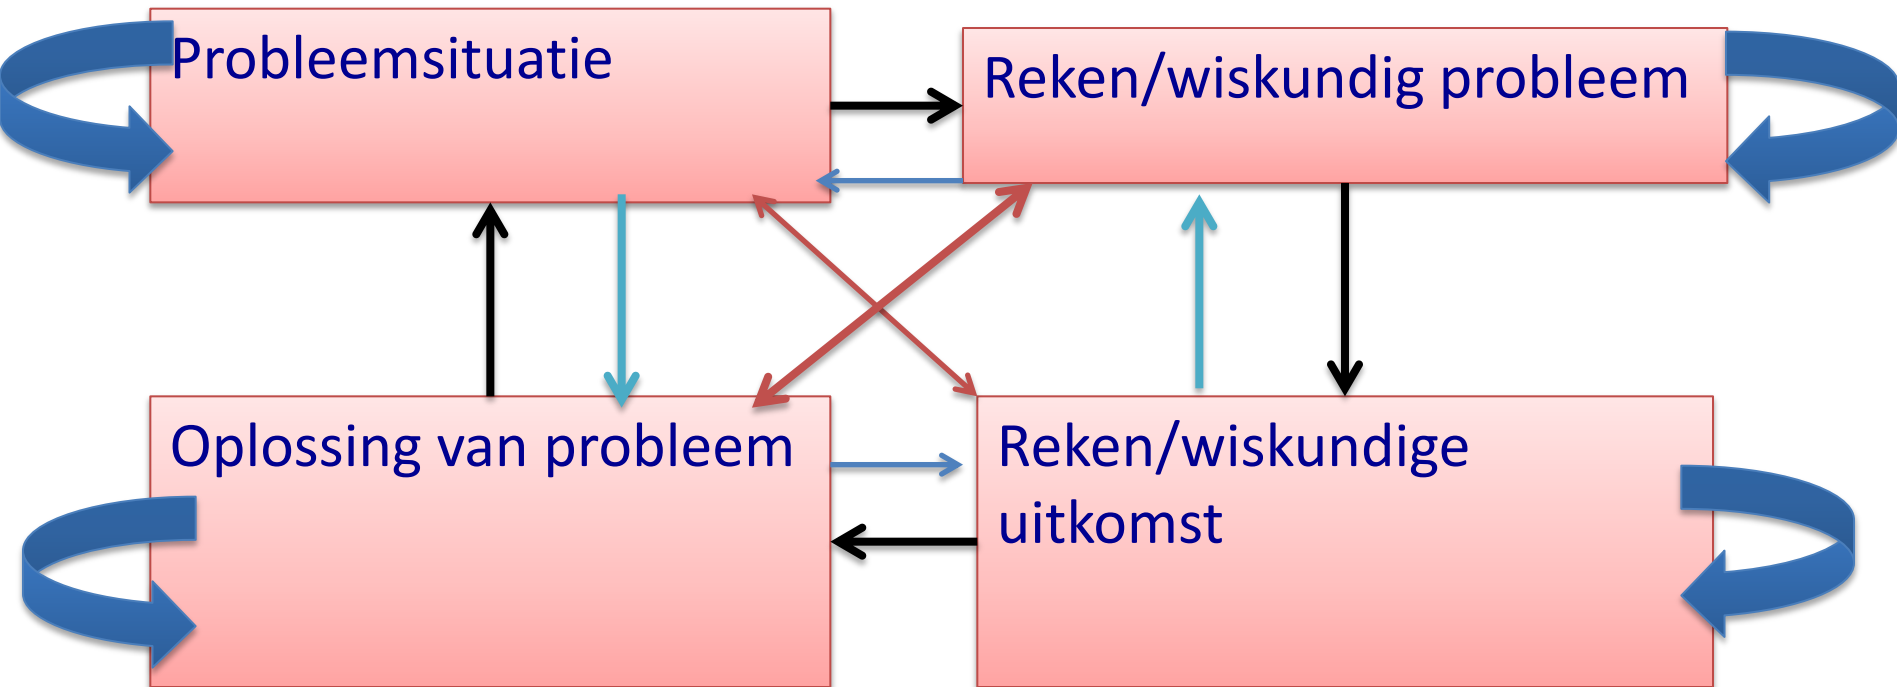 Probleemsituatie
Reken/wiskundig probleem
Oplossing van probleem
Reken/wiskundige
uitkomst